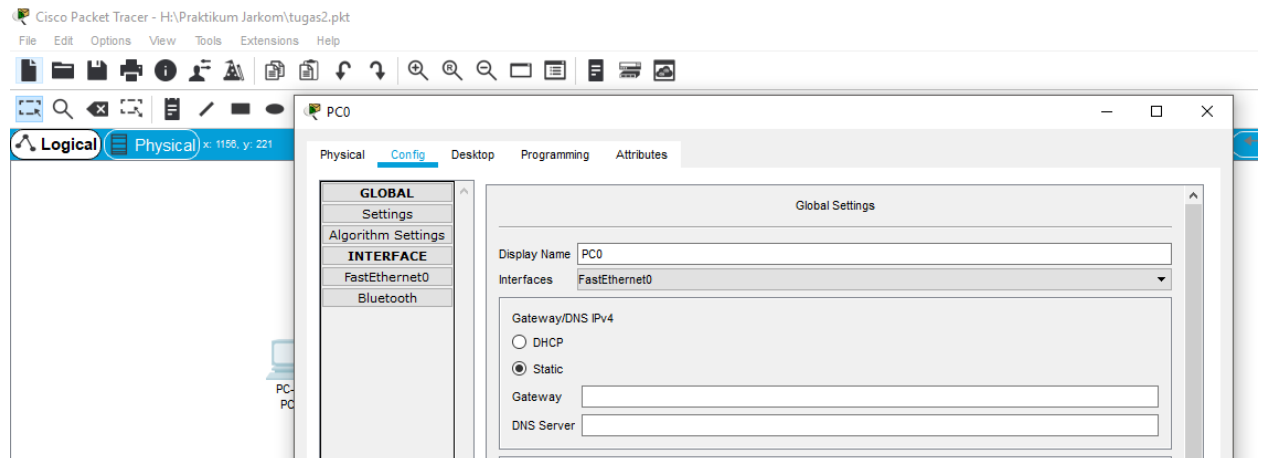 Cisco Packet Tracer - H:\Praktikum Jarkom\tugas2.pkt
File Edit Options View Tools Extensions Help
PC0
Logical Physical x: 1156, y: 221
Physical Config Desktop Programming Attributes
GLOBAL
Settings
Algorithm Settings
INTERFACE
FastEthernet0
Bluetooth
Global Settings
Display Name PC0
Interfaces FastEthernet0
Gateway/DNS IPv4
DHCP
Static
Gateway
DNS Server
PC-
PC